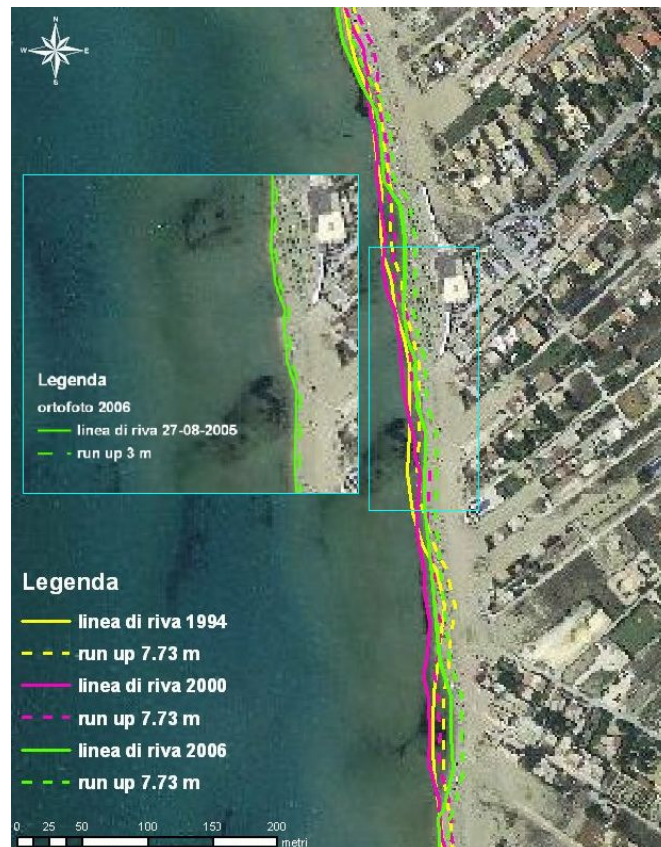 N
W E
S
Legenda
ortofoto 2006
linea di riva 27-08-2005
run up 3 m
Legenda
linea di riva 1994
run up 7.73 m
linea di riva 2000
run up 7.73 m
linea di riva 2006
run up 7.73 m
0 25 50 100 150 200
metri